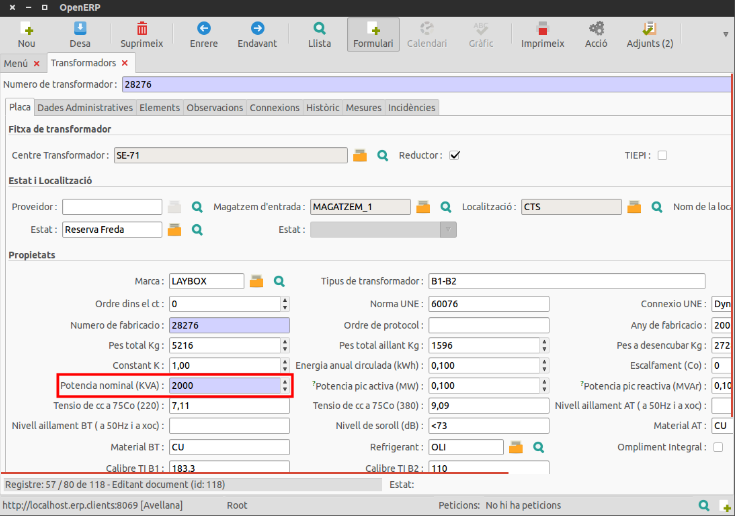 OpenERP
Nou Desa Suprimeix Enrere Endavant Llista Formulari Calendari Gràfic Imprimeix Acció Adjunts (2)
Menú Transformadors
Numero de transformador : 28276
Placa Dades Administratives Elements Observacions Connexions Històric Mesures Incidències
Fitxa de transformador
Centre Transformador : SE-71 Reductor : TIEPI :
Estat i Localització
Proveidor : Magatzem d'entrada : MAGATZEM_1 Localització : CTS Nom de la loca
Estat : Reserva Freda Estat :
Propietats
Marca : LAYBOX Tipus de transformador : B1-B2
Ordre dins el ct : 0 Norma UNE : 60076 Connexio UNE : Dyn
Numero de fabricacio : 28276 Ordre de protocol : Any de fabricacio : 200
Pes total Kg : 5216 Pes total aillant Kg : 1596 Pes a desencubar Kg : 272
Constant K : 1,00 Energia anual circulada (kWh) : 0,100 Escalfament (Co) : 0
Potencia nominal (KVA) : 2000 ?Potencia pic activa (MW) : 0,100 ?Potencia pic reactiva (MVAr) : 0,10
Tensio de cc a 75Co (220) : 7,11 Tensio de cc a 75Co (380) : 9,09 Nivell aillament AT ( a 50Hz i a xoc) :
Nivell aillament BT ( a 50Hz i a xoc) : Nivell de soroll (dB) : <73 Material AT : CU
Material BT : CU Refrigerant : OLI Ompliment Integral :
Calibre TI B1 : 183,3 Calibre TI B2 : 110
Registre: 57 / 80 de 118 - Editant document (id: 118) Estat:
http://localhost.erp.clients:8069 [Avellana] Root Peticions: No hi ha peticions